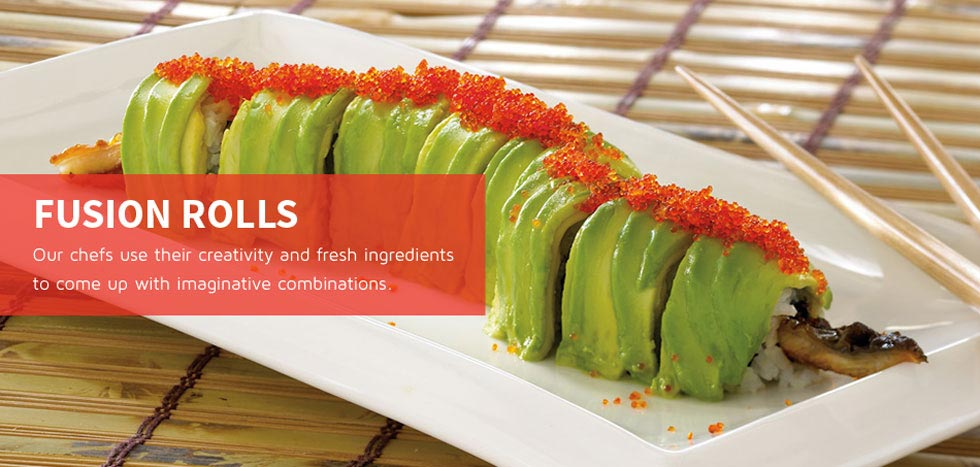 FUSION ROLLS
Our chefs use their creativity and fresh ingredients
to come up with imaginative combinations.